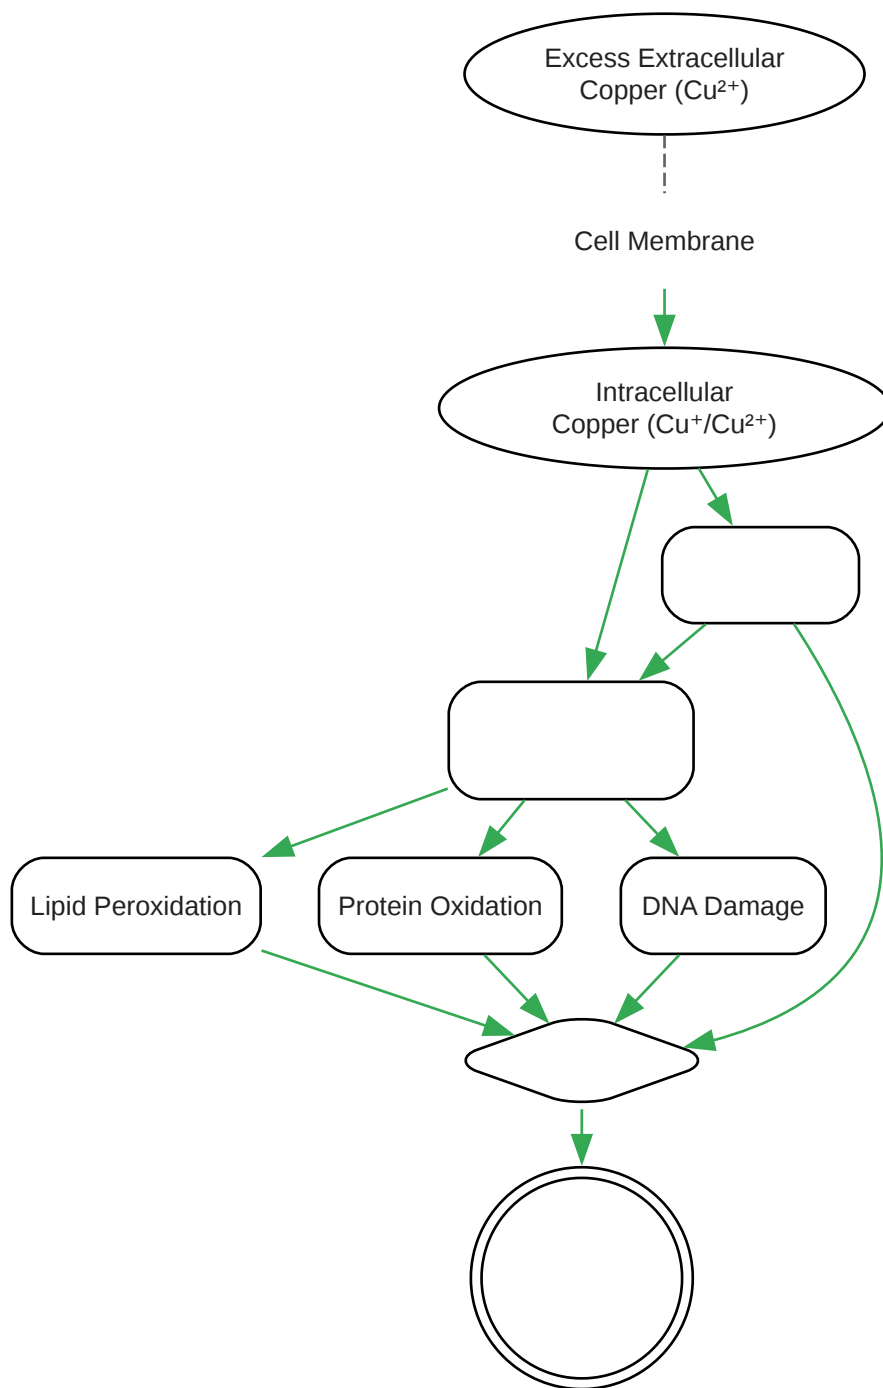 Excess Extracellular
Copper (Cu²⁺)
Cell Membrane
Intracellular
Copper (Cu⁺/Cu²⁺)
Lipid Peroxidation
Protein Oxidation
DNA Damage